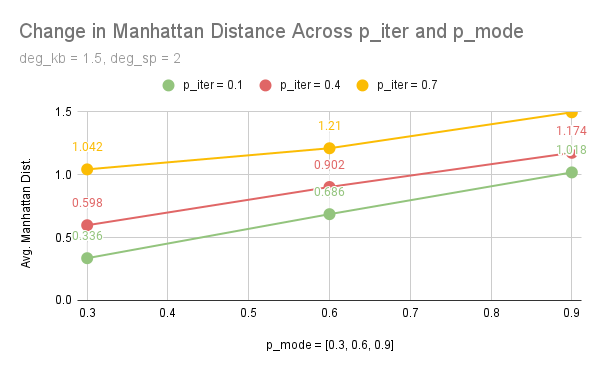 Change in Manhattan Distance Across p_iter and p_mode
deg_kb = 1.5, deg_sp = 2
p_iter = 0.1 p_iter = 0.4 p_iter = 0.7
Avg. Manhattan Dist.
1.5
1.0
0.5
0.0
1.042
1.21
0.598
0.902
1.174
0.336
0.686
1.018
0.3 0.4 0.5 0.6 0.7 0.8 0.9
p_mode = [0.3, 0.6, 0.9]